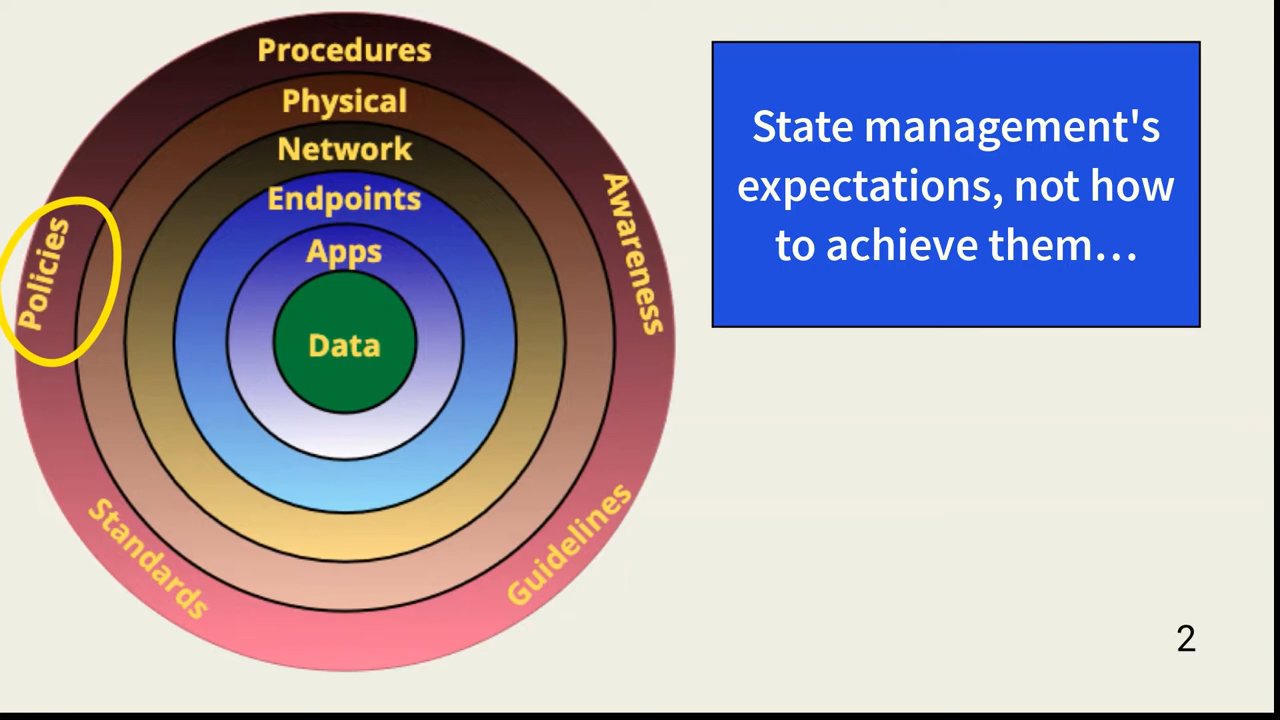 Procedures
Physical
Network
Endpoints
Apps
Data
Policies
Awareness
Standards
Guidelines
State management's
expectations, not how
to achieve them…
2